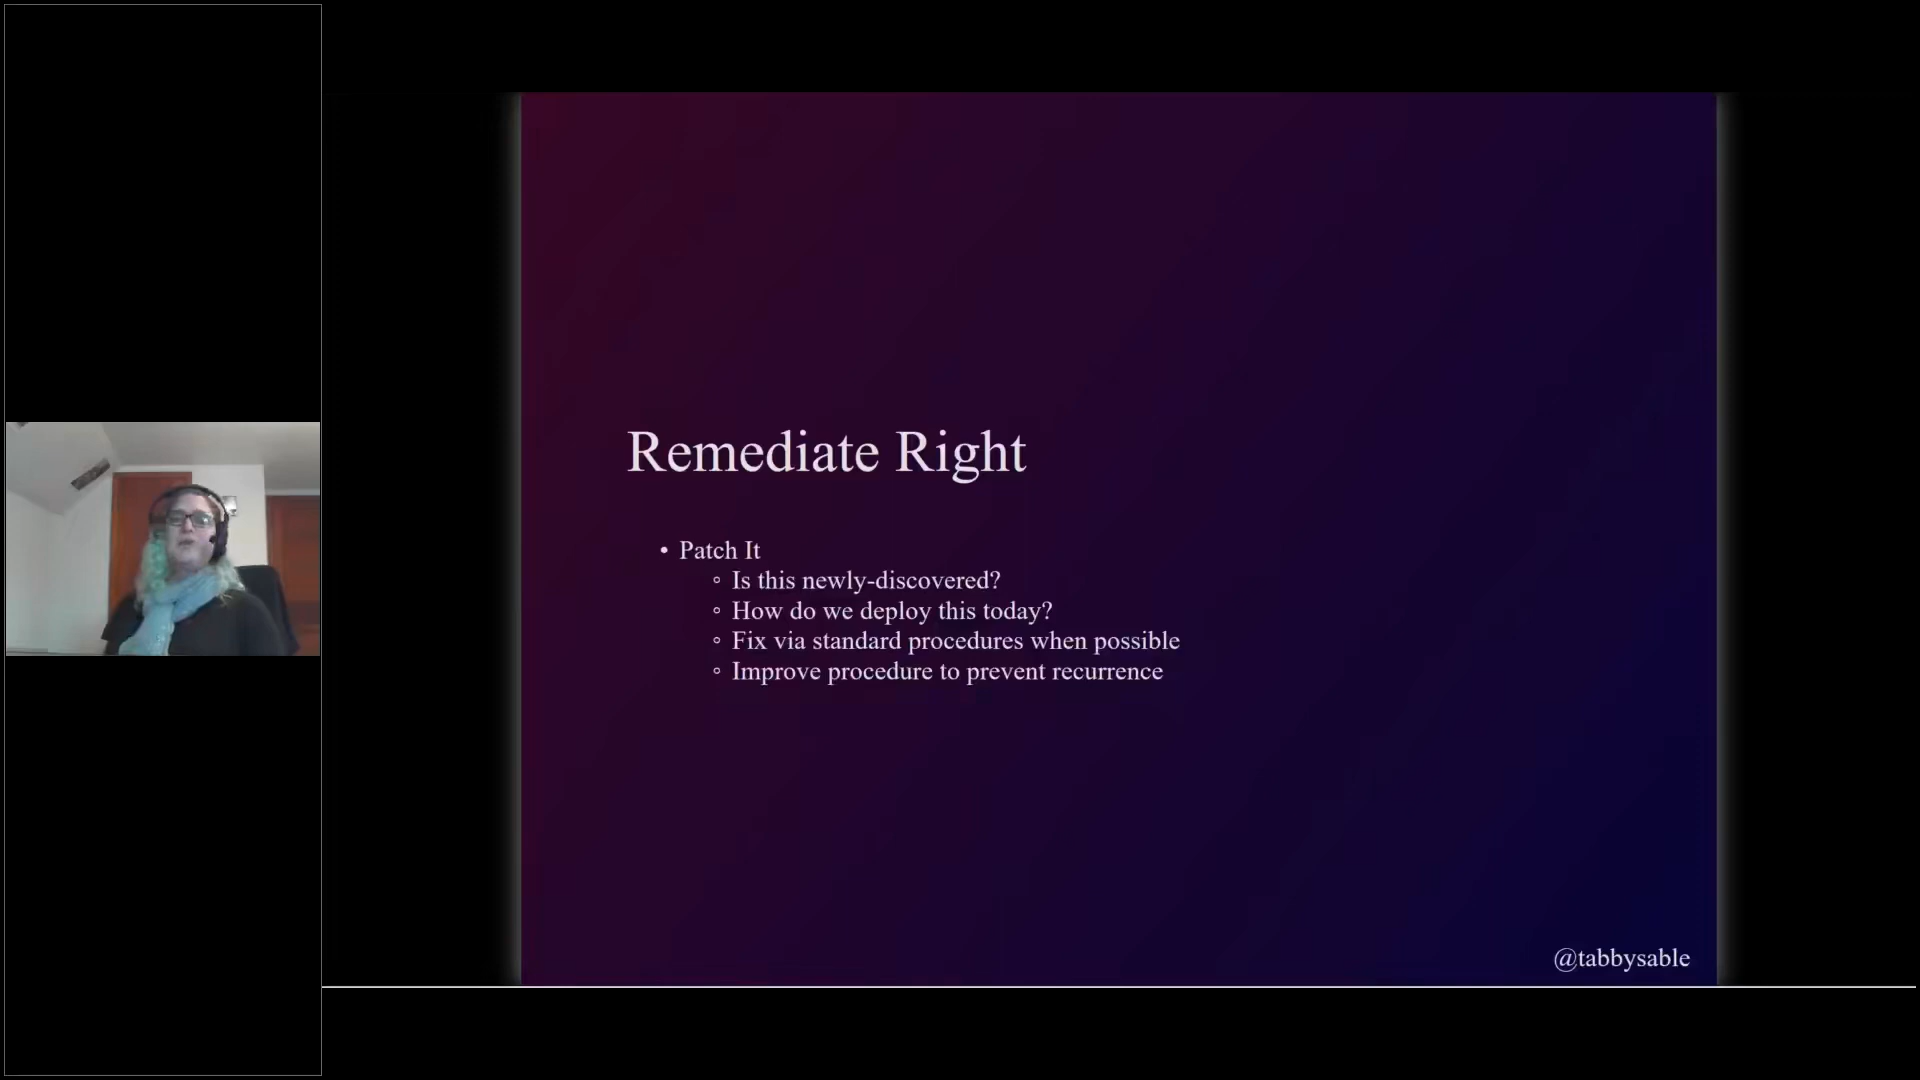 Remediate Right
• Patch It
◦ Is this newly-discovered?
◦ How do we deploy this today?
◦ Fix via standard procedures when possible
◦ Improve procedure to prevent recurrence
@tabbysable